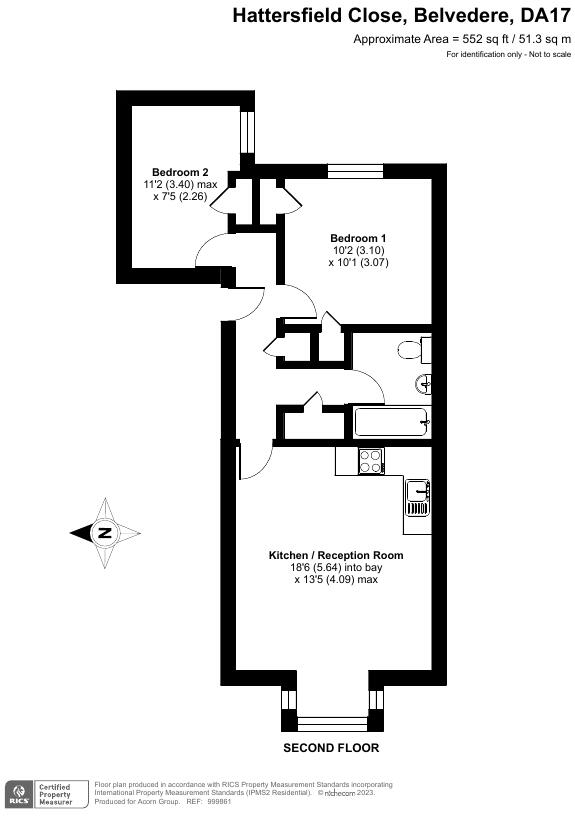 Hattersfield Close, Belvedere, DA17
Approximate Area = 552 sq ft / 51.3 sq m
For identification only - Not to scale
Bedroom 2
11'2 (3.40) max
x 7'5 (2.26)
Bedroom 1
10'2 (3.10)
x 10'1 (3.07)
N
Kitchen / Reception Room
18'6 (5.64) into bay
x 13'5 (4.09) max
SECOND FLOOR
RICS
Certified
Property
Measurer
Floor plan produced in accordance with RICS Property Measurement Standards incorporating
International Property Measurement Standards (IPMS2 Residential). © nichecom 2023.
Produced for Acorn Group. REF: 999861